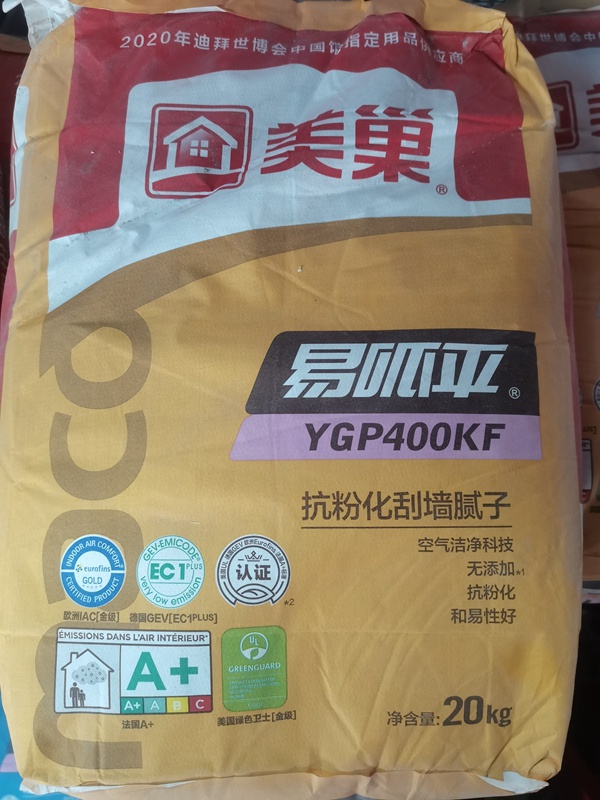 2020年迪拜世博会中国馆指定用品供应商
美巢®
易呱平®
YGP400KF
抗粉化刮墙腻子
空气洁净科技
无添加*1
抗粉化
和易性好
macq
INDOOR AIR COMFORT
eurofins
GOLD
CERTIFIED PRODUCT
欧洲IAC[金级]
GEV-EMICODE®
EC1PLUS
very low emission
德国GEV[EC1PLUS]
认证
*2
ÉMISSIONS DANS L'AIR INTÉRIEUR*
A+
A+ A B C
法国A+
UL
GREENGUARD
美国绿色卫士[金级]
净含量:20kg